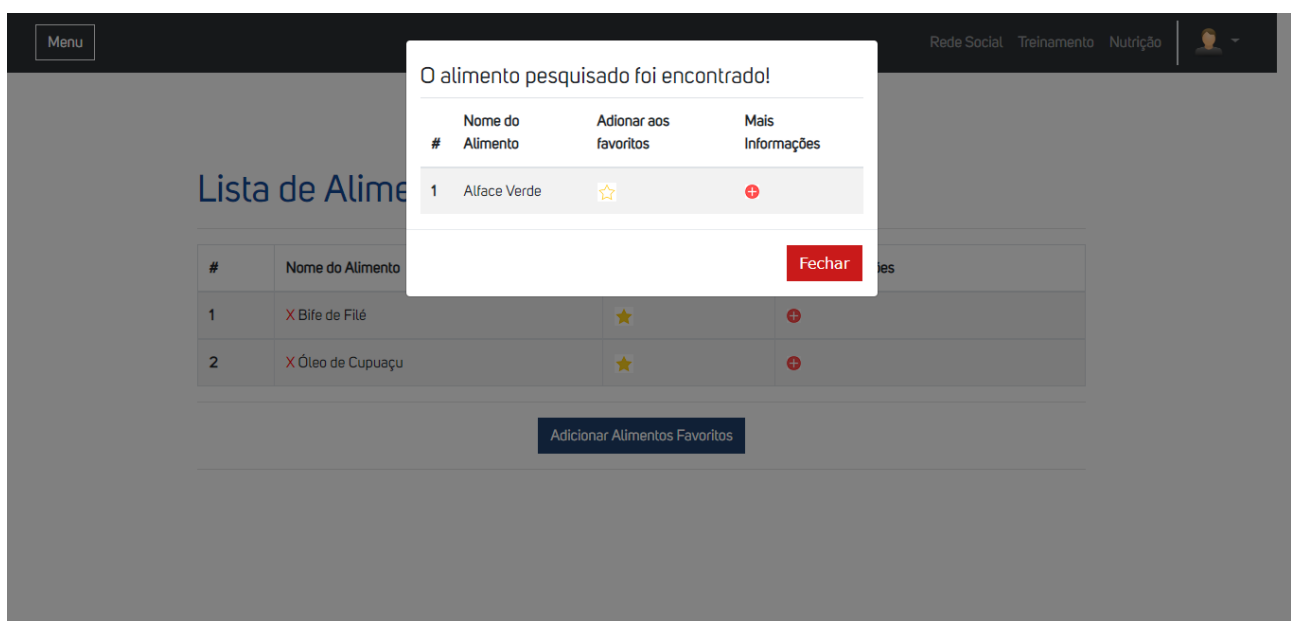 Menu
Rede Social Treinamento Nutrição
O alimento pesquisado foi encontrado!
# Nome do Alimento Adionar aos favoritos Mais Informações
1 Alface Verde
Fechar
Lista de Alime
# Nome do Alimento ões
1 X Bife de Filé
2 X Óleo de Cupuaçu
Adicionar Alimentos Favoritos